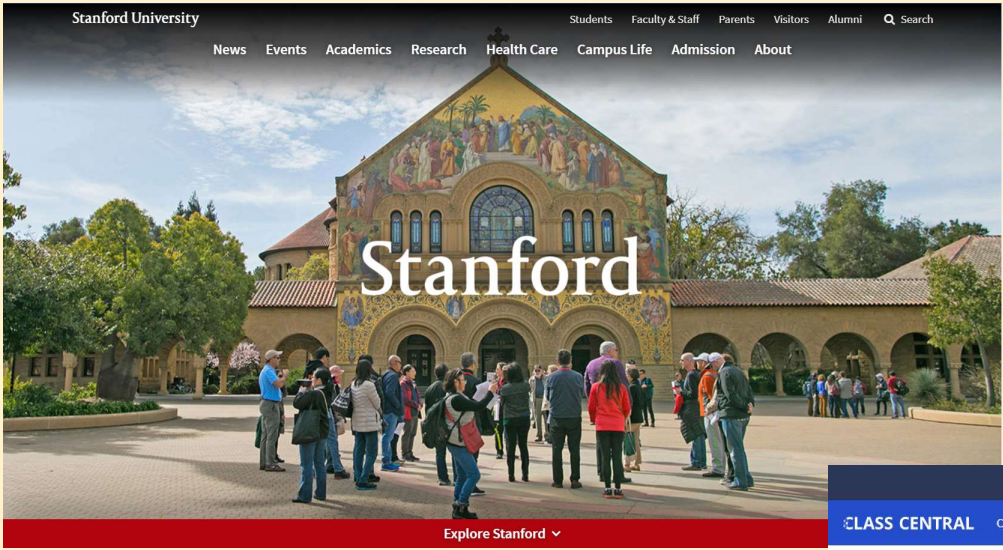 Stanford University
Students Faculty & Staff Parents Visitors Alumni Search
News Events Academics Research Health Care Campus Life Admission About
Stanford
Explore Stanford
CLASS CENTRAL